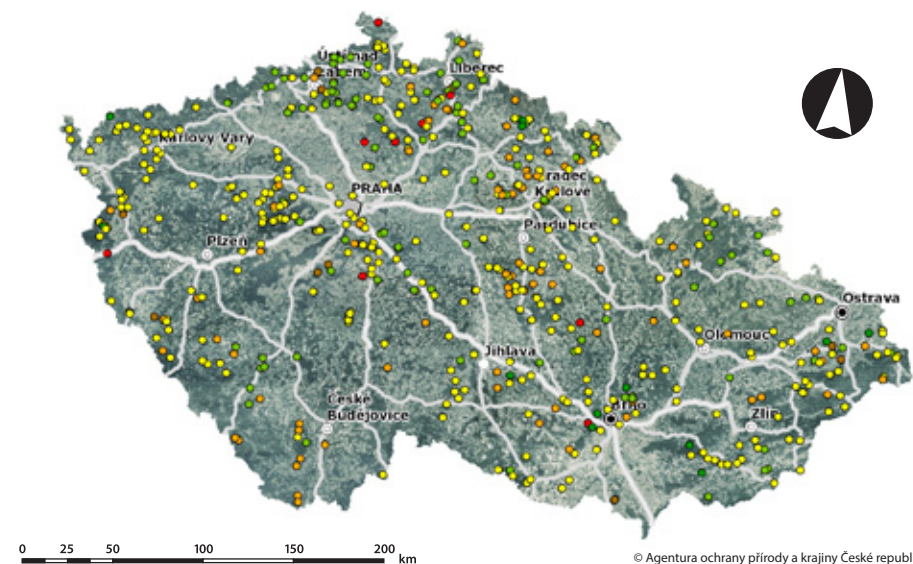 Ústí nad
Labem
Liberec
Karlovy Vary
PRAHA
Hradec
Králové
Pardubice
Plzeň
Ostrava
Olomouc
Jihlava
České
Budějovice
Brno
Zlín
0 25 50 100 150 200 km
© Agentura ochrany přírody a krajiny České republ